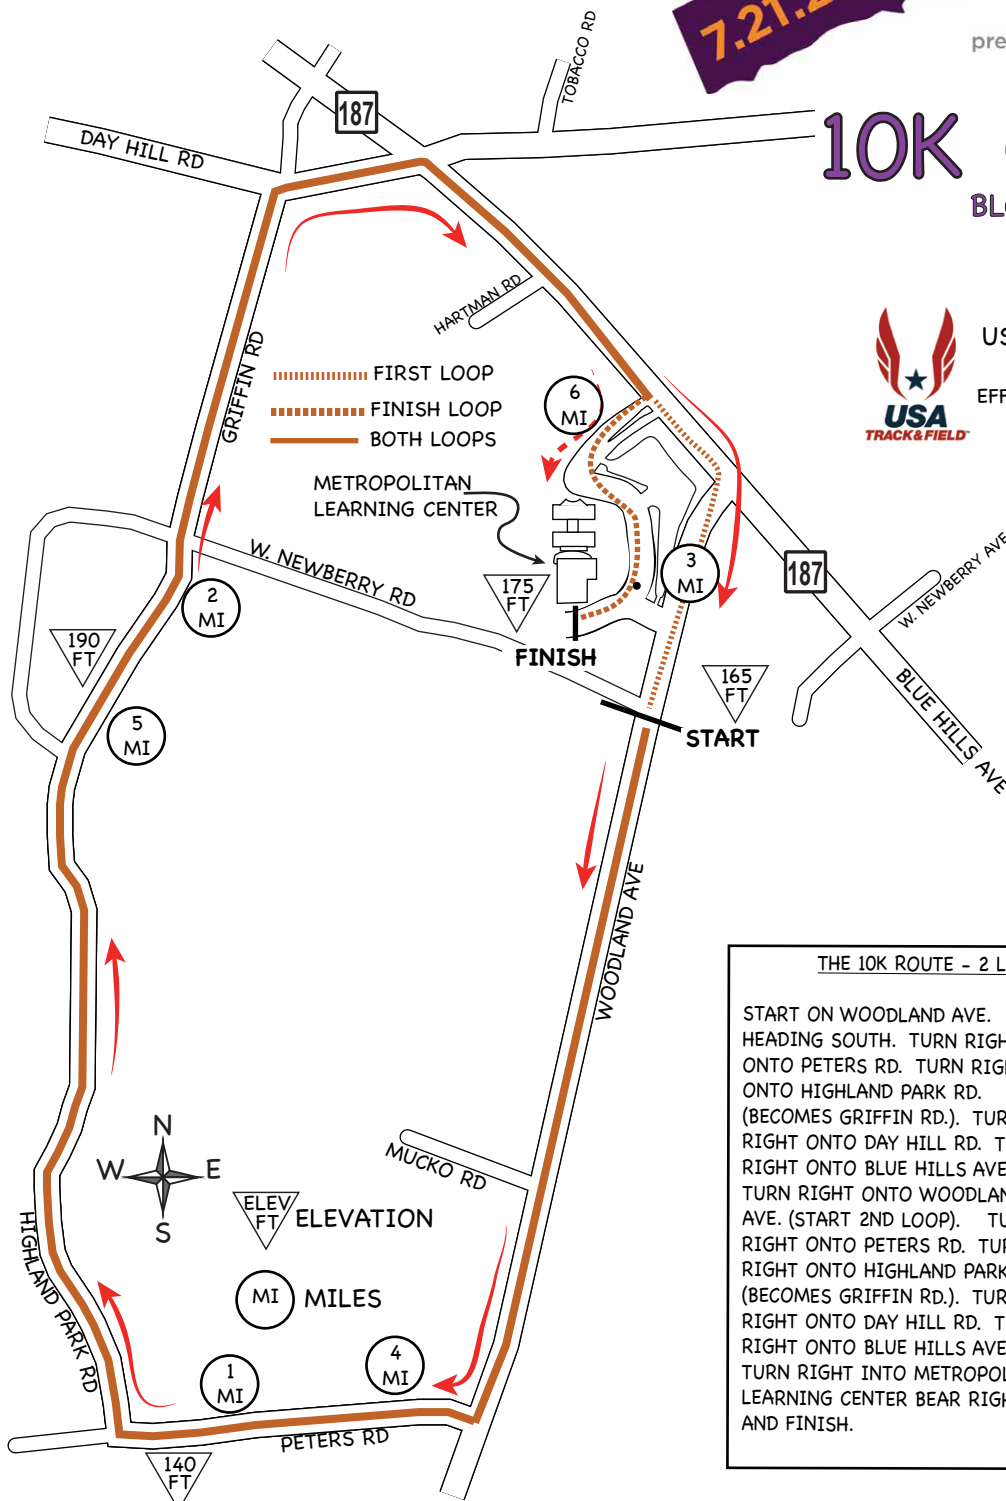 7.21.2
pre
TOBACCO RD
187
DAY HILL RD
10K
BL
HARTMAN RD
GRIFFIN RD
FIRST LOOP
FINISH LOOP
BOTH LOOPS
US
EFF
USA
TRACK&FIELD
6
MI
METROPOLITAN
LEARNING CENTER
W. NEWBERRY RD
3
MI
187
W. NEWBERRY AVE
175
FT
2
MI
190
FT
FINISH
165
FT
BLUE HILLS AVE
START
5
MI
WOODLAND AVE
THE 10K ROUTE - 2 L
START ON WOODLAND AVE.
HEADING SOUTH. TURN RIGH
ONTO PETERS RD. TURN RIG
ONTO HIGHLAND PARK RD.
(BECOMES GRIFFIN RD.). TUR
RIGHT ONTO DAY HILL RD. T
RIGHT ONTO BLUE HILLS AVE
TURN RIGHT ONTO WOODLAN
AVE. (START 2ND LOOP). TU
RIGHT ONTO PETERS RD. TUR
RIGHT ONTO HIGHLAND PARK
(BECOMES GRIFFIN RD.). TUR
RIGHT ONTO DAY HILL RD. T
RIGHT ONTO BLUE HILLS AVE
TURN RIGHT INTO METROPOL
LEARNING CENTER BEAR RIGH
AND FINISH.
MUCKO RD
N
W
E
S
ELEV
FT
ELEVATION
MI
MILES
HIGHLAND PARK RD
1
MI
4
MI
PETERS RD
140
FT